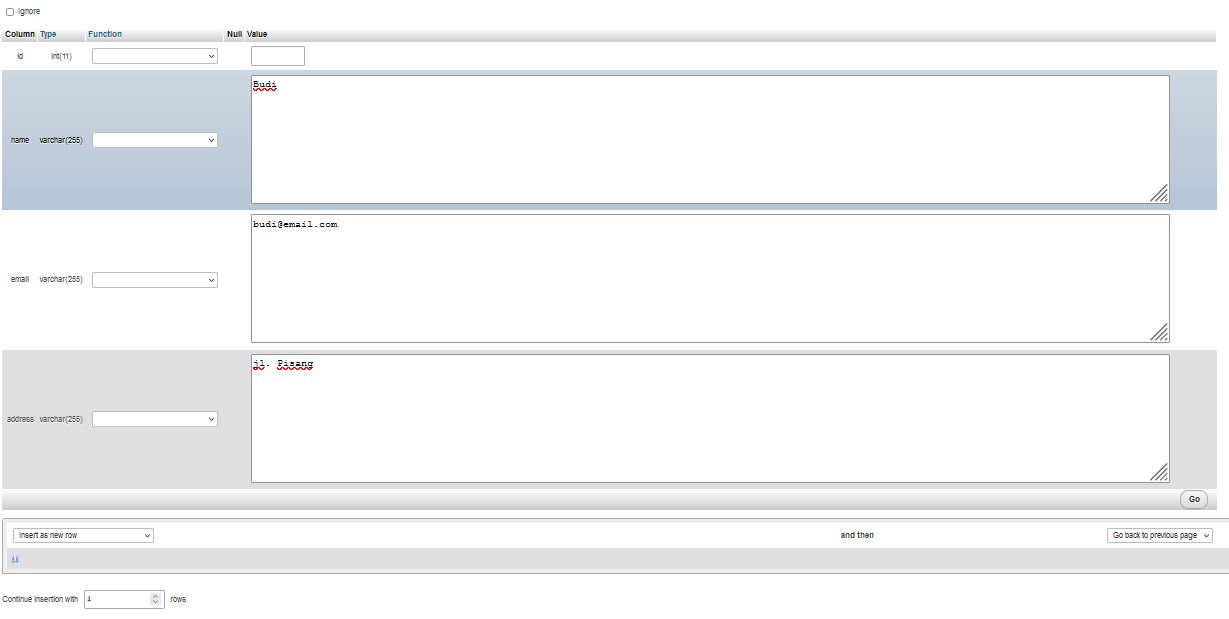 Ignore
Column Type Function Null Value
id int(11)
Budi
name varchar(255)
budi@email.com
email varchar(255)
jl. Pisang
address varchar(255)
Go
Insert as new row and then Go back to previous page
Continue insertion with 4 rows